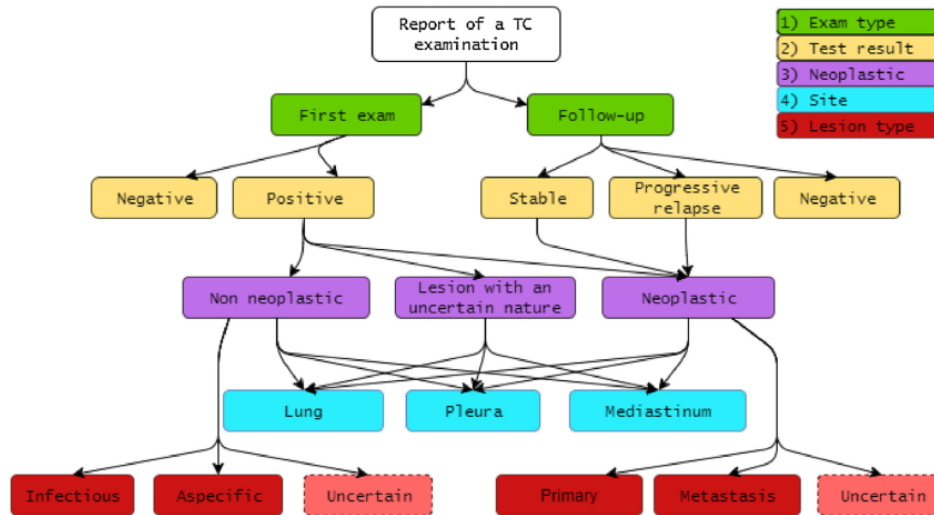 Report of a TC
examination
1) Exam type
2) Test result
3) Neoplastic
4) Site
5) Lesion type
First exam
Follow-up
Negative
Positive
Stable
Progressive
relapse
Negative
Non neoplastic
Lesion with an
uncertain nature
Neoplastic
Lung
Pleura
Mediastinum
Infectious
Aspecific
Uncertain
Primary
Metastasis
Uncertain